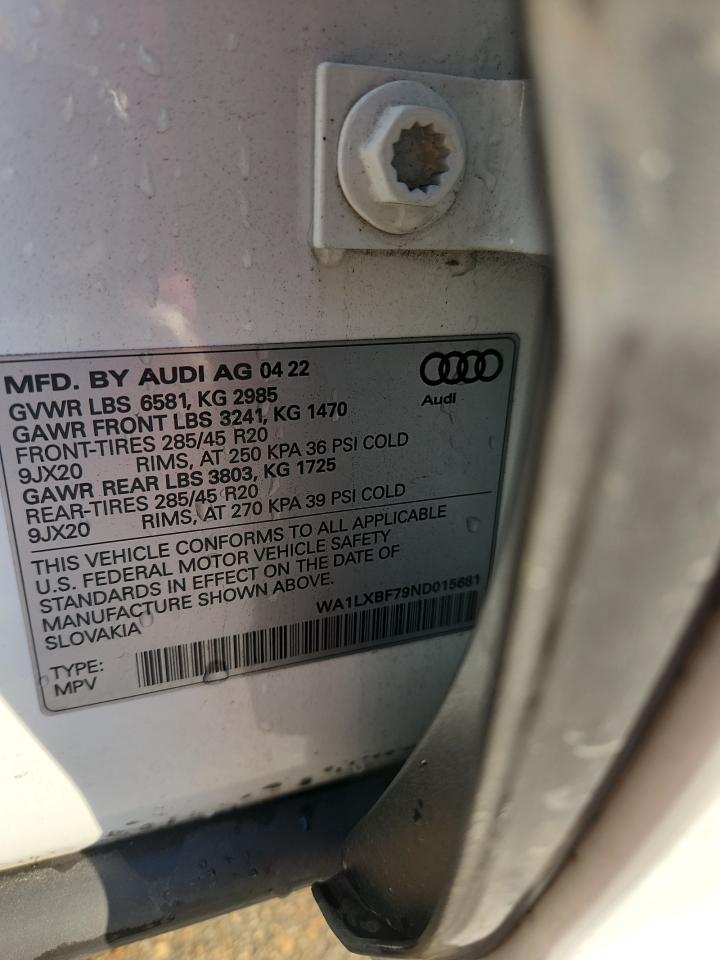 MFD. BY AUDI AG 04 22
Audi
GVWR LBS 6581, KG 2985
GAWR FRONT LBS 3241, KG 1470
FRONT-TIRES 285/45 R20
9JX20 RIMS, AT 250 KPA 36 PSI COLD
GAWR REAR LBS 3803, KG 1725
REAR-TIRES 285/45 R20
9JX20 RIMS, AT 270 KPA 39 PSI COLD
THIS VEHICLE CONFORMS TO ALL APPLICABLE
U.S. FEDERAL MOTOR VEHICLE SAFETY
STANDARDS IN EFFECT ON THE DATE OF
MANUFACTURE SHOWN ABOVE.
SLOVAKIA WA1LXBF79ND015681
TYPE:
MPV